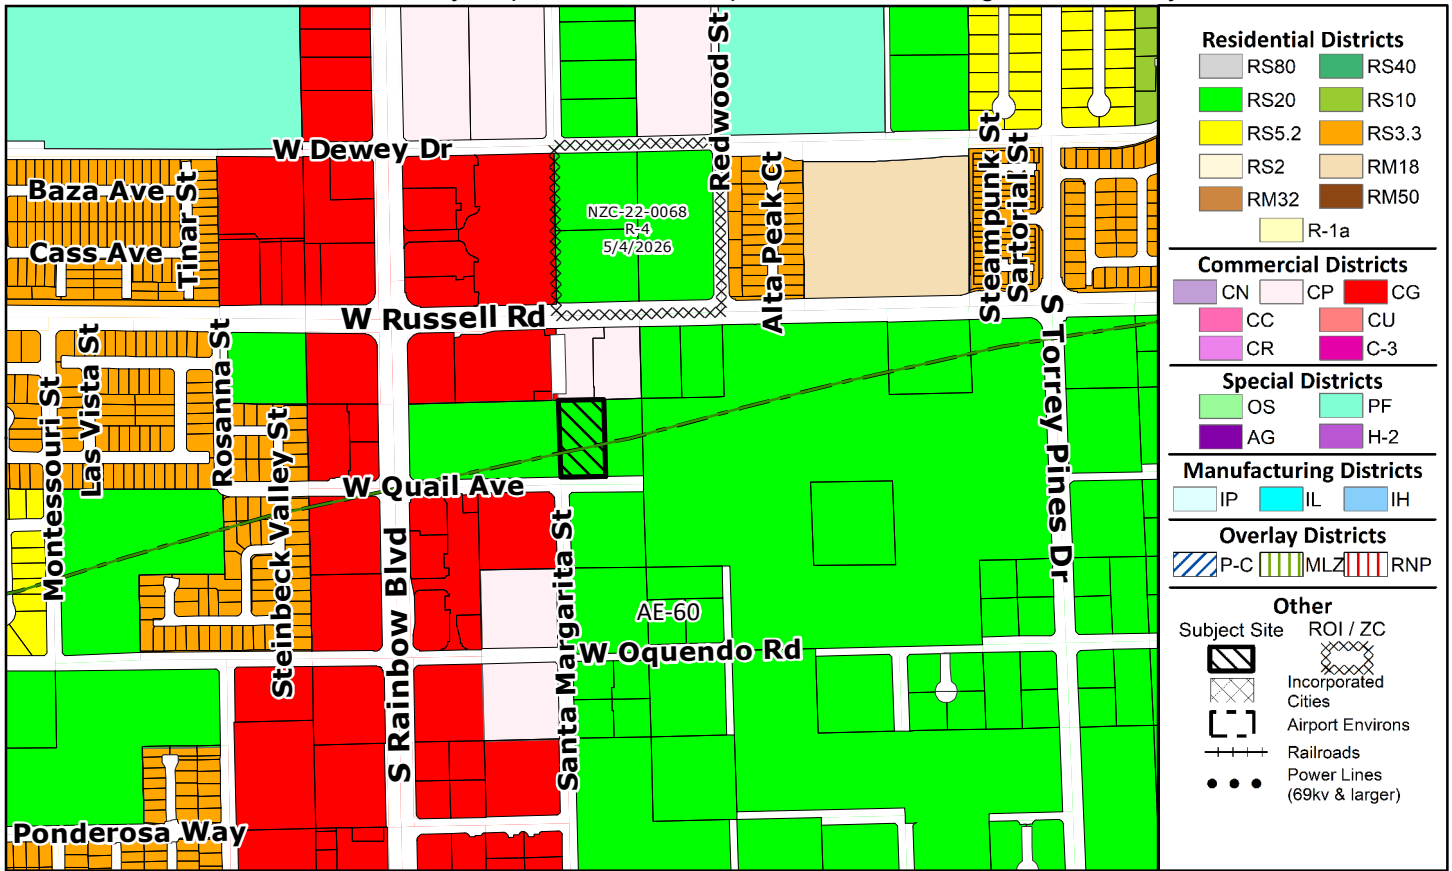 Redwood St
W Dewey Dr
Baza Ave
Tinar St
Cass Ave
NZC-22-0068
R-4
5/4/2026
Alta Peak Ct
Steampunk St
Sartorial St
W Russell Rd
S Torrey Pines Dr
Montessouri St
Las Vista St
Rosanna St
Steinbeck Valley St
W Quail Ave
S Rainbow Blvd
Santa Margarita St
AE-60
W Oquendo Rd
Ponderosa Way
Residential Districts
RS80 RS40
RS20 RS10
RS5.2 RS3.3
RS2 RM18
RM32 RM50
R-1a
Commercial Districts
CN CP CG
CC CU
CR C-3
Special Districts
OS PF
AG H-2
Manufacturing Districts
IP IL IH
Overlay Districts
P-C MLZ RNP
Other
Subject Site ROI / ZC
Incorporated
Cities
Airport Environs
Railroads
Power Lines
(69kv & larger)